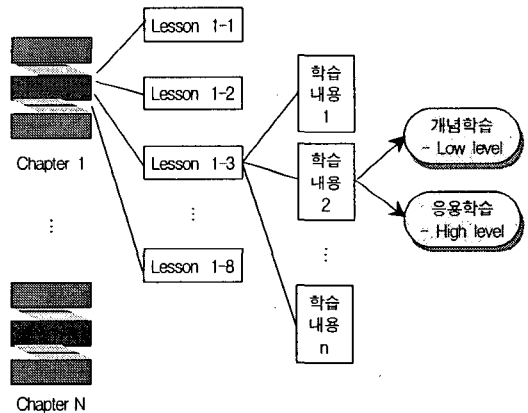 Lesson 1-1
Lesson 1-2
Chapter 1
Lesson 1-3
⋮
⋮
Lesson 1-8
Chapter N
학습
내용
1
학습
내용
2
⋮
학습
내용
n
개념학습
- Low level
응용학습
- High level